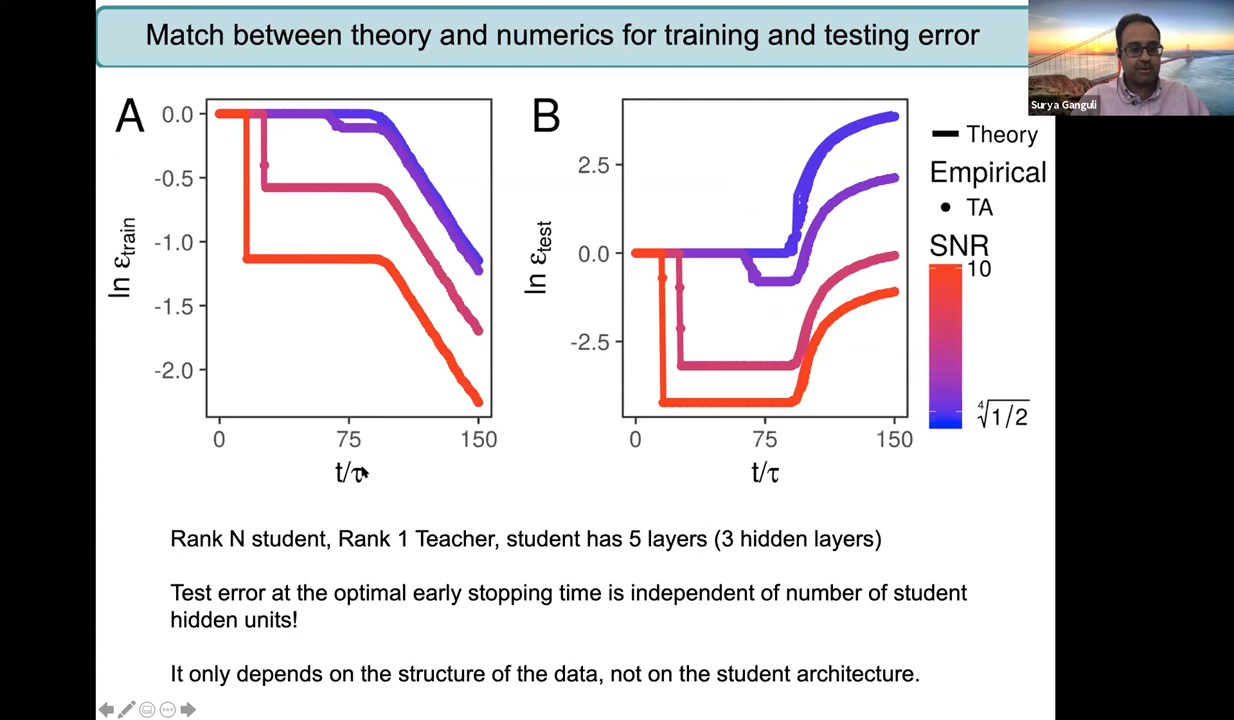 Match between theory and numerics for training and testing error
Surya Ganguli
A
0.0
-0.5
-1.0
-1.5
-2.0
ln εtrain
0 75 150
t/τ
B
2.5
0.0
-2.5
ln εtest
0 75 150
t/τ
Theory
Empirical
TA
SNR
10
∜1/2
Rank N student, Rank 1 Teacher, student has 5 layers (3 hidden layers)
Test error at the optimal early stopping time is independent of number of student
hidden units!
It only depends on the structure of the data, not on the student architecture.